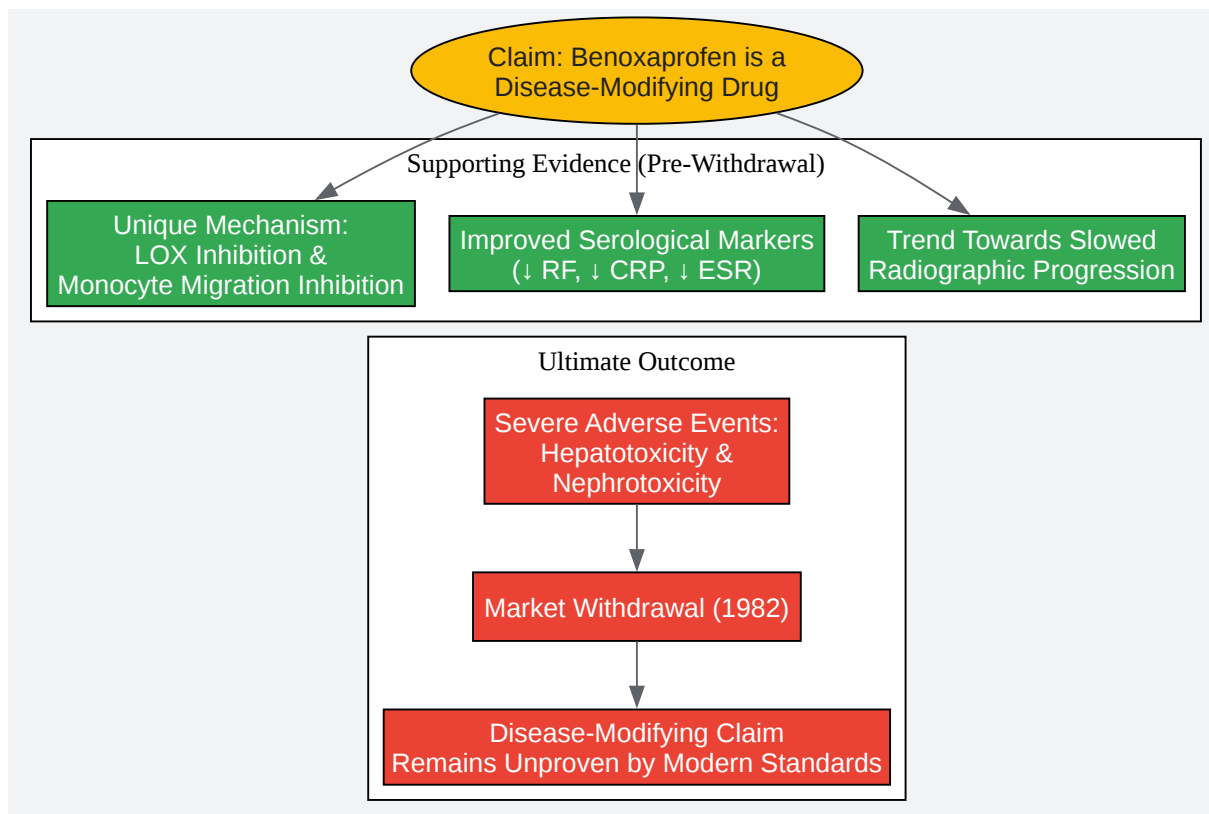 Claim: Benoxaprofen is a
Disease-Modifying Drug
Supporting Evidence (Pre-Withdrawal)
Unique Mechanism:
LOX Inhibition &
Monocyte Migration Inhibition
Improved Serological Markers
(↓ RF, ↓ CRP, ↓ ESR)
Trend Towards Slowed
Radiographic Progression
Ultimate Outcome
Severe Adverse Events:
Hepatotoxicity &
Nephrotoxicity
Market Withdrawal (1982)
Disease-Modifying Claim
Remains Unproven by Modern Standards